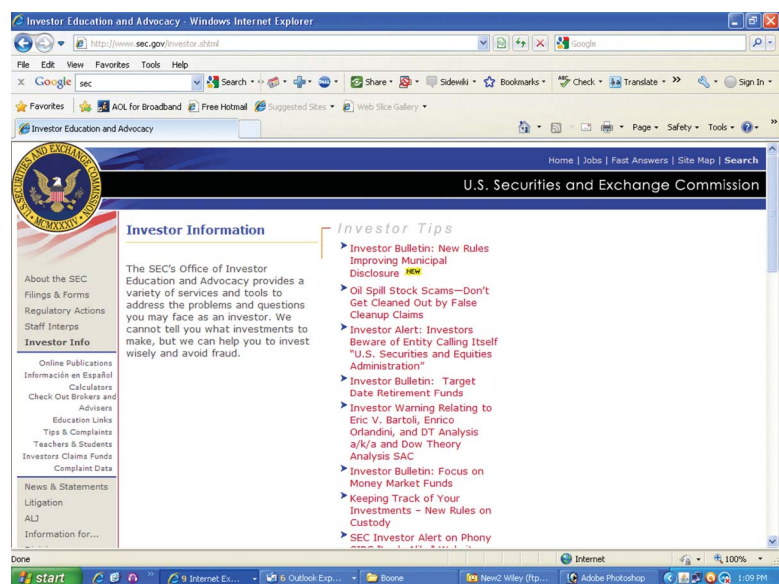 Investor Education and Advocacy - Windows Internet Explorer
http://www.sec.gov/investor.shtml
Google
File Edit View Favorites Tools Help
x Google sec Search Share Sidewiki Bookmarks Check Translate >> Sign In
Favorites AOL for Broadband Free Hotmail Suggested Sites Web Slice Gallery
Investor Education and Advocacy
Page Safety Tools >>
Home | Jobs | Fast Answers | Site Map | Search
U.S. Securities and Exchange Commission
SECURITIES AND EXCHANGE COMMISSION
U.S.
MCMXXXIV
About the SEC
Filings & Forms
Regulatory Actions
Staff Interps
Investor Info
Online Publications
Información en Español
Calculators
Check Out Brokers and
Advisers
Education Links
Tips & Complaints
Teachers & Students
Investors Claims Funds
Complaint Data
News & Statements
Litigation
ALJ
Information for...
Investor Information
The SEC's Office of Investor
Education and Advocacy provides a
variety of services and tools to
address the problems and questions
you may face as an investor. We
cannot tell you what investments to
make, but we can help you to invest
wisely and avoid fraud.
Investor Tips
Investor Bulletin: New Rules
Improving Municipal
Disclosure NEW
Oil Spill Stock Scams—Don't
Get Cleaned Out by False
Cleanup Claims
Investor Alert: Investors
Beware of Entity Calling Itself
"U.S. Securities and Equities
Administration"
Investor Bulletin: Target
Date Retirement Funds
Investor Warning Relating to
Eric V. Bartoli, Enrico
Orlandini, and DT Analysis
a/k/a and Dow Theory
Analysis SAC
Investor Bulletin: Focus on
Money Market Funds
Keeping Track of Your
Investments – New Rules on
Custody
SEC Investor Alert on Phony
Done
Internet
100%
start
9 Internet Ex...
6 Outlook Exp...
Boone
New2 Wiley (ftp...
Adobe Photoshop
1:09 PM